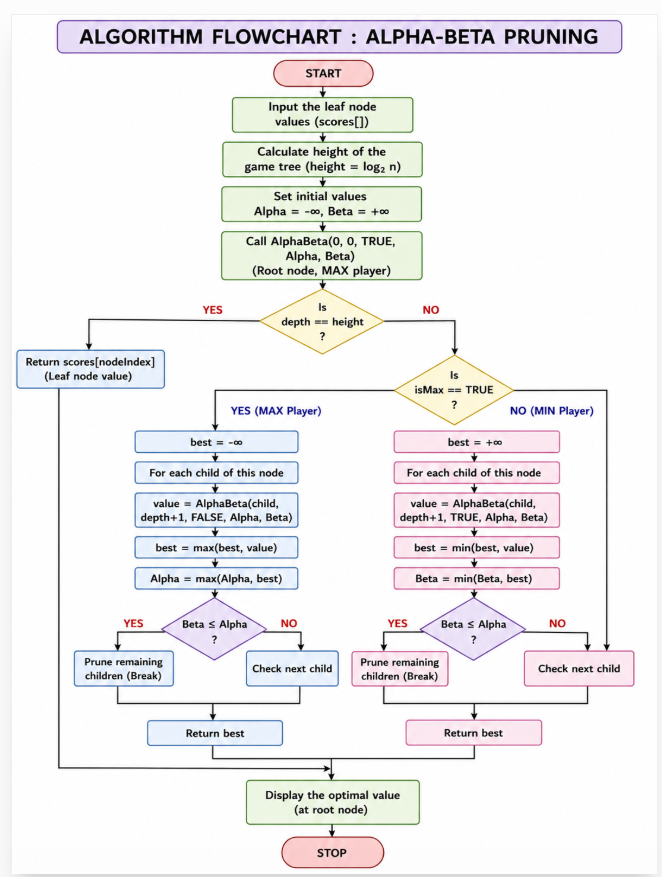 ALGORITHM FLOWCHART : ALPHA-BETA PRUNING
START
Input the leaf node
values (scores[])
Calculate height of the
game tree (height = log₂ n)
Set initial values
Alpha = -∞, Beta = +∞
Call AlphaBeta(0, 0, TRUE,
Alpha, Beta)
(Root node, MAX player)
Is
depth == height
?
YES
NO
Return scores[nodeIndex]
(Leaf node value)
Is
isMax == TRUE
?
YES (MAX Player)
NO (MIN Player)
best = -∞
For each child of this node
value = AlphaBeta(child,
depth+1, FALSE, Alpha, Beta)
best = max(best, value)
Alpha = max(Alpha, best)
Beta ≤ Alpha
?
YES
NO
Prune remaining
children (Break)
Check next child
Return best
best = +∞
For each child of this node
value = AlphaBeta(child,
depth+1, TRUE, Alpha, Beta)
best = min(best, value)
Beta = min(Beta, best)
Beta ≤ Alpha
?
YES
NO
Prune remaining
children (Break)
Check next child
Return best
Display the optimal value
(at root node)
STOP